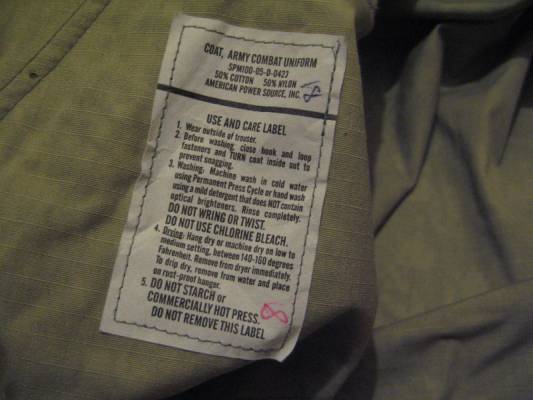 COAT, ARMY COMBAT UNIFORM
SPM100-05-D-0427
50% COTTON 50% NYLON
AMERICAN POWER SOURCE, INC.
8
USE AND CARE LABEL
1. Wear outside of trouser.
2. Before washing, close hook and loop
fasteners and TURN coat inside out to
prevent snagging.
3. Washing: Machine wash in cold water
using Permanent Press Cycle or hand wash
using a mild detergent that does NOT contain
optical brighteners. Rinse completely.
DO NOT WRING OR TWIST.
DO NOT USE CHLORINE BLEACH.
4. Drying: Hang dry or machine dry on low to
medium setting, between 140-160 degrees
Fahrenheit. Remove from dryer immediately.
To drip dry, remove from water and place
on rust-proof hanger.
5. DO NOT STARCH or
COMMERCIALLY HOT PRESS.
8
DO NOT REMOVE THIS LABEL